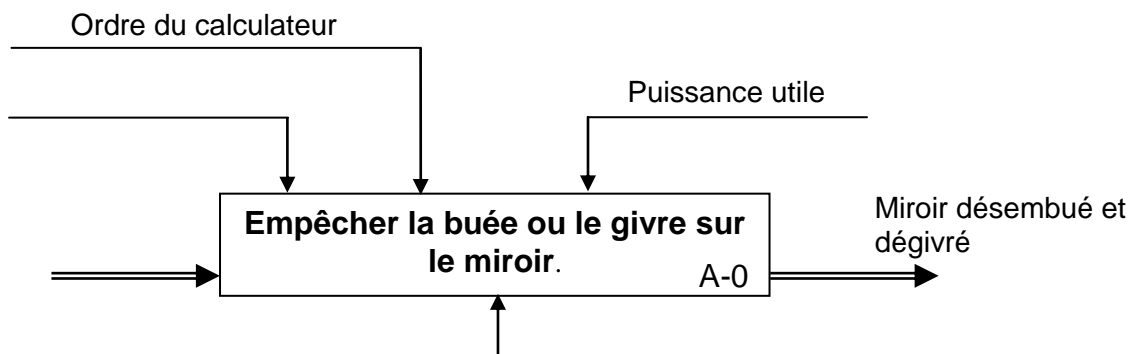 Ordre du calculateur
Puissance utile
Empêcher la buée ou le givre sur
le miroir.
A-0
Miroir désembué et
dégivré